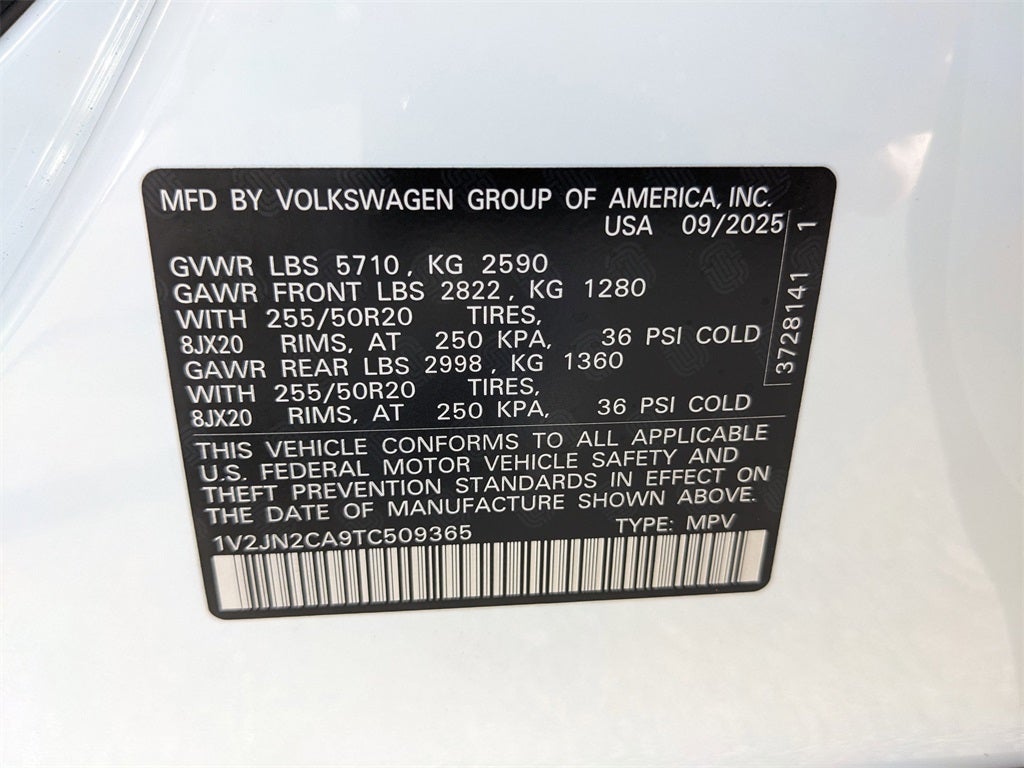 MFD BY VOLKSWAGEN GROUP OF AMERICA, INC.
USA 09/2025
GVWR LBS 5710, KG 2590
GAWR FRONT LBS 2822, KG 1280
WITH 255/50R20 TIRES,
8JX20 RIMS, AT 250 KPA, 36 PSI COLD
GAWR REAR LBS 2998, KG 1360
WITH 255/50R20 TIRES,
8JX20 RIMS, AT 250 KPA, 36 PSI COLD
3728141 1
THIS VEHICLE CONFORMS TO ALL APPLICABLE
U.S. FEDERAL MOTOR VEHICLE SAFETY AND
THEFT PREVENTION STANDARDS IN EFFECT ON
THE DATE OF MANUFACTURE SHOWN ABOVE.
1V2JN2CA9TC509365 TYPE: MPV